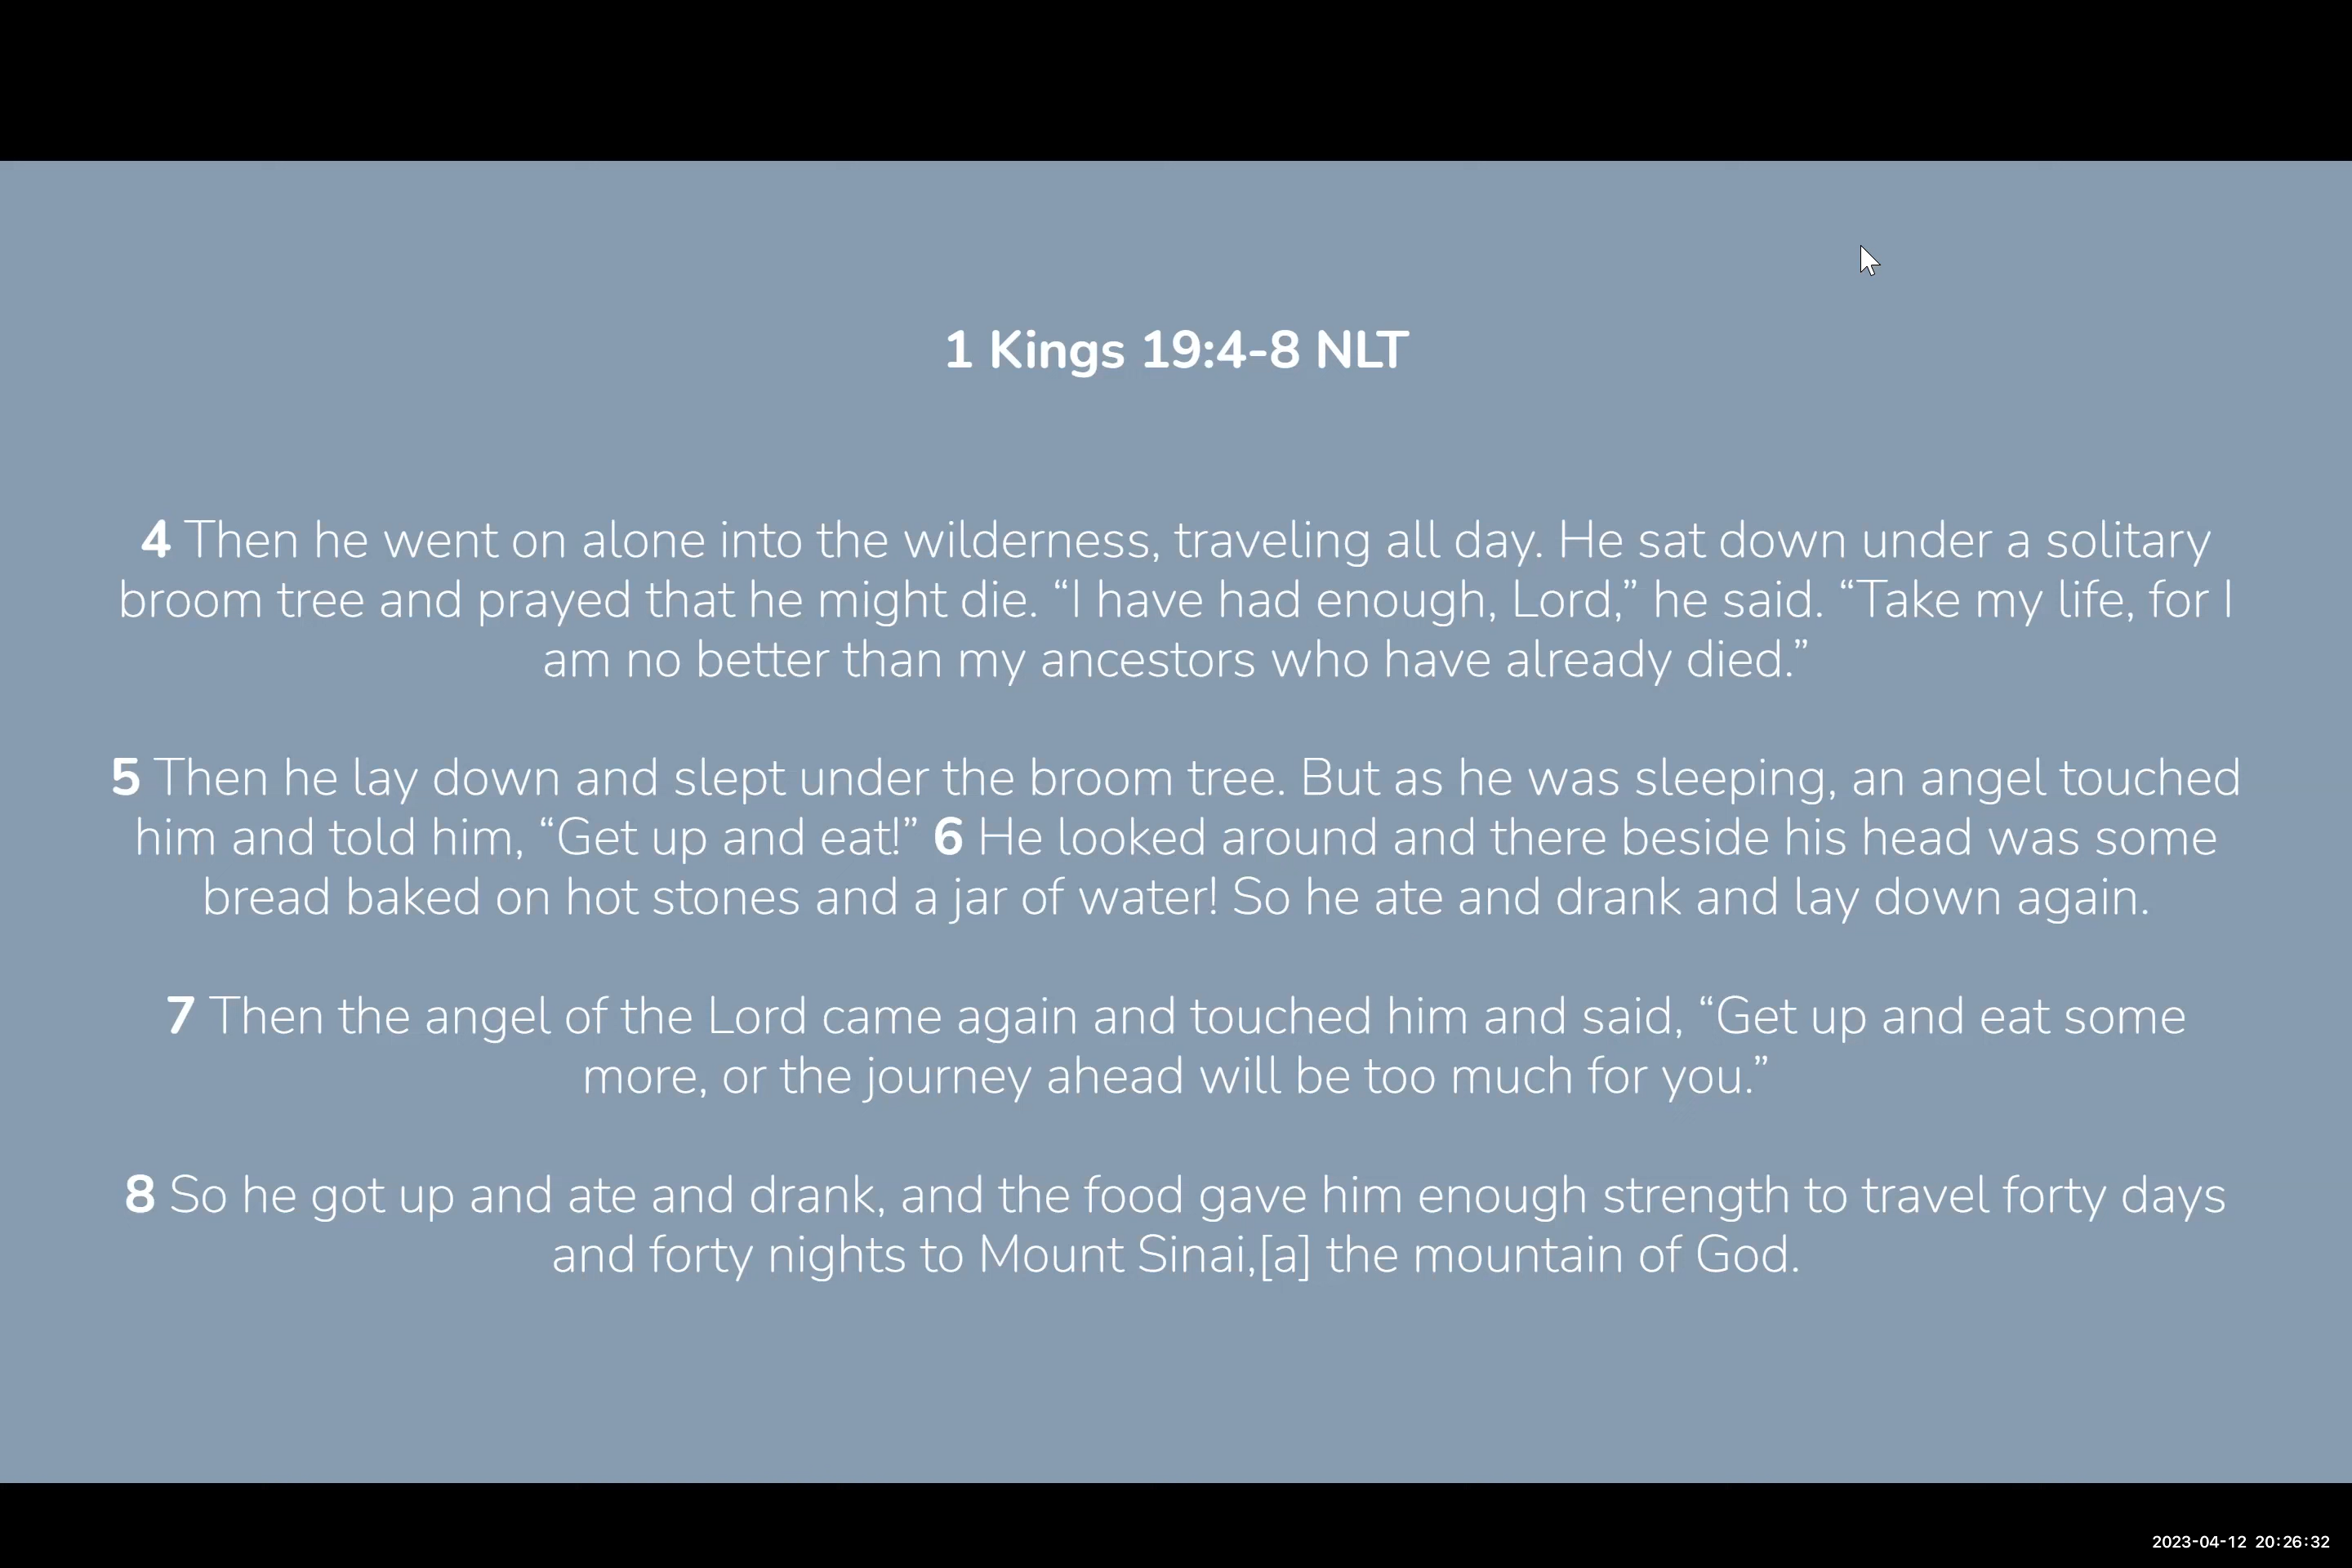 1 Kings 19:4-8 NLT
4 Then he went on alone into the wilderness, traveling all day. He sat down under a solitary
broom tree and prayed that he might die. “I have had enough, Lord,” he said. “Take my life, for I
am no better than my ancestors who have already died.”
5 Then he lay down and slept under the broom tree. But as he was sleeping, an angel touched
him and told him, “Get up and eat!” 6 He looked around and there beside his head was some
bread baked on hot stones and a jar of water! So he ate and drank and lay down again.
7 Then the angel of the Lord came again and touched him and said, “Get up and eat some
more, or the journey ahead will be too much for you.”
8 So he got up and ate and drank, and the food gave him enough strength to travel forty days
and forty nights to Mount Sinai,[a] the mountain of God.
2023-04-12 20:26:32